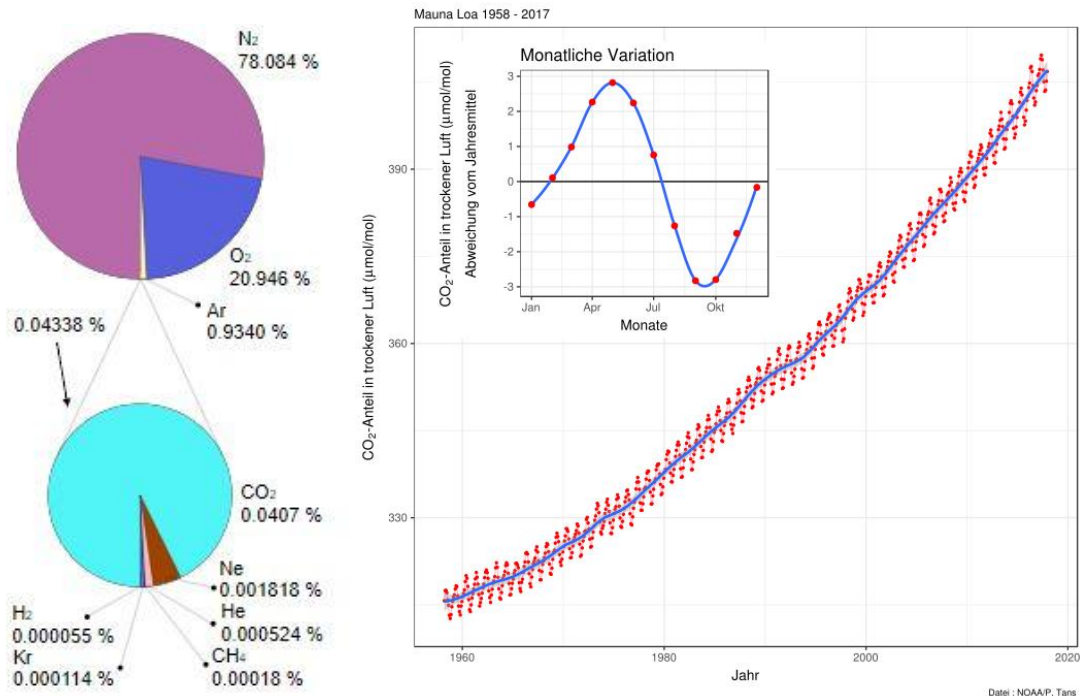 N₂
78.084 %
O₂
20.946 %
Ar
0.9340 %
0.04338 %
CO₂
0.0407 %
Ne
0.001818 %
He
0.000524 %
CH₄
0.00018 %
H₂
0.000055 %
Kr
0.000114 %
Mauna Loa 1958 - 2017
CO₂-Anteil in trockener Luft (μmol/mol)
390
360
330
1960
1980
2000
2020
Jahr
Monatliche Variation
CO₂-Anteil in trockener Luft (μmol/mol)
Abweichung vom Jahresmittel
3
2
1
0
-1
-2
-3
Jan
Apr
Jul
Okt
Monate
Datei : NOAA/P. Tans